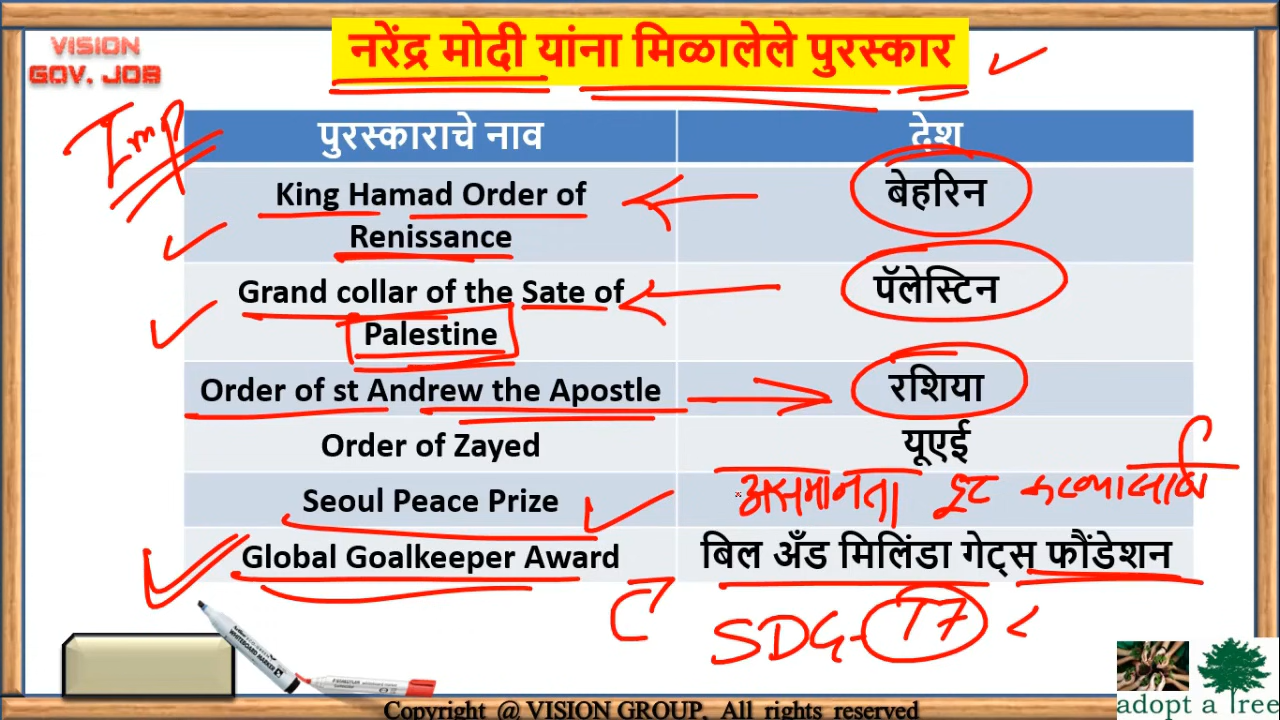 VISION
GOV. JOB
नरेंद्र मोदी यांना मिळालेले पुरस्कार
Imp
पुरस्काराचे नाव देश
King Hamad Order of
Renissance
बेहरिन
Grand collar of the Sate of
Palestine
पॅलेस्टिन
Order of st Andrew the Apostle रशिया
Order of Zayed यूएई
Seoul Peace Prize असमानता दूर
Global Goalkeeper Award बिल अँड मिलिंडा गेट्स फौंडेशन
SDG-17
adopt a Tree
Copyright @ VISION GROUP, All rights reserved